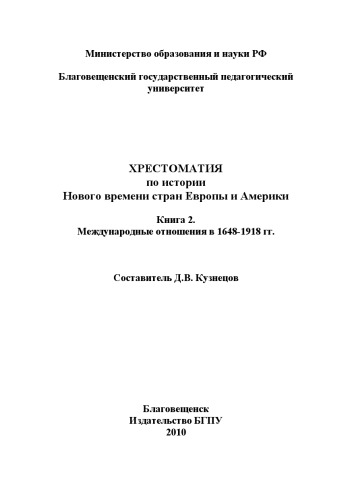 Министерство образования и науки РФ
Благовещенский государственный педагогический
университет
ХРЕСТОМАТИЯ
по истории
Нового времени стран Европы и Америки
Книга 2.
Международные отношения в 1648-1918 гг.
Составитель Д.В. Кузнецов
Благовещенск
Издательство БГПУ
2010